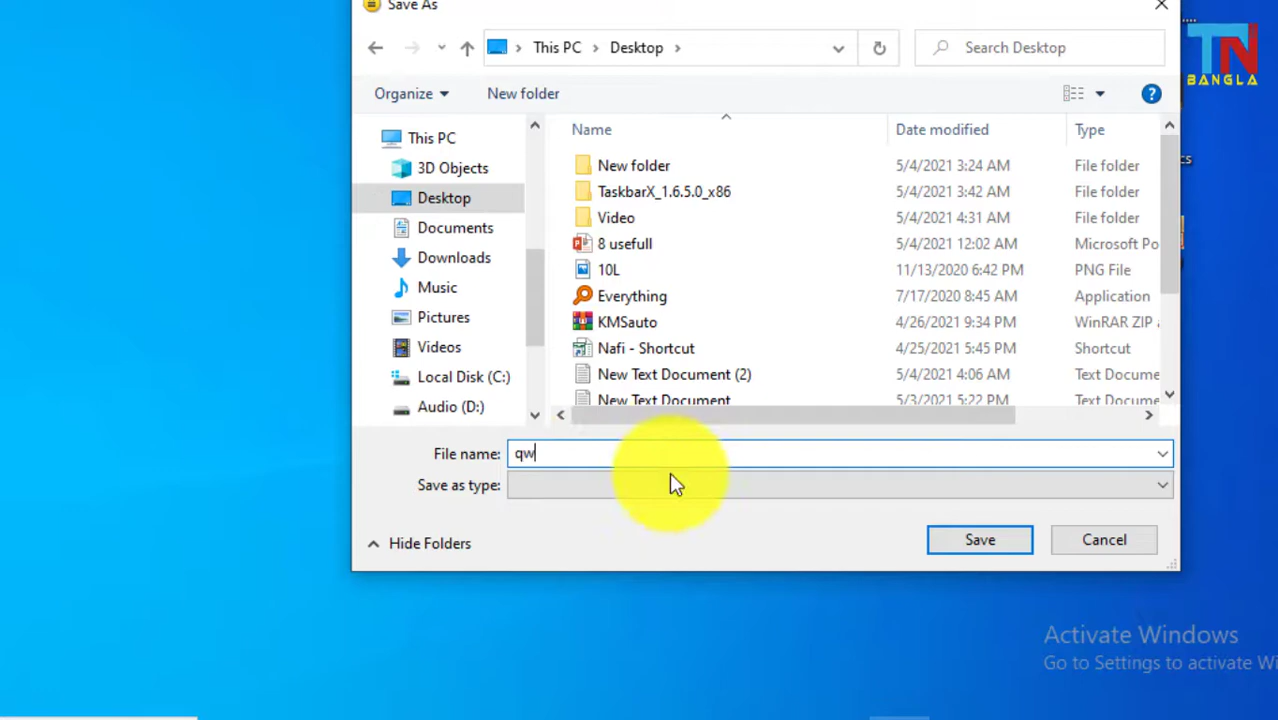 Save As
This PC > Desktop >
Search Desktop
TN
BANGLA
Organize
New folder
Name
Date modified
Type
This PC
3D Objects
Desktop
Documents
Downloads
Music
Pictures
Videos
Local Disk (C:)
Audio (D:)
New folder 5/4/2021 3:24 AM File folder
TaskbarX_1.6.5.0_x86 5/4/2021 3:42 AM File folder
Video 5/4/2021 4:31 AM File folder
8 usefull 5/4/2021 12:02 AM Microsoft Po
10L 11/13/2020 6:42 PM PNG File
Everything 7/17/2020 8:45 AM Application
KMSauto 4/26/2021 9:34 PM WinRAR ZIP a
Nafi - Shortcut 4/25/2021 5:45 PM Shortcut
New Text Document (2) 5/4/2021 4:06 AM Text Docume
New Text Document 5/3/2021 5:22 PM Text Docume
File name: qw
Save as type:
Hide Folders
Save
Cancel
Activate Windows
Go to Settings to activate Wi